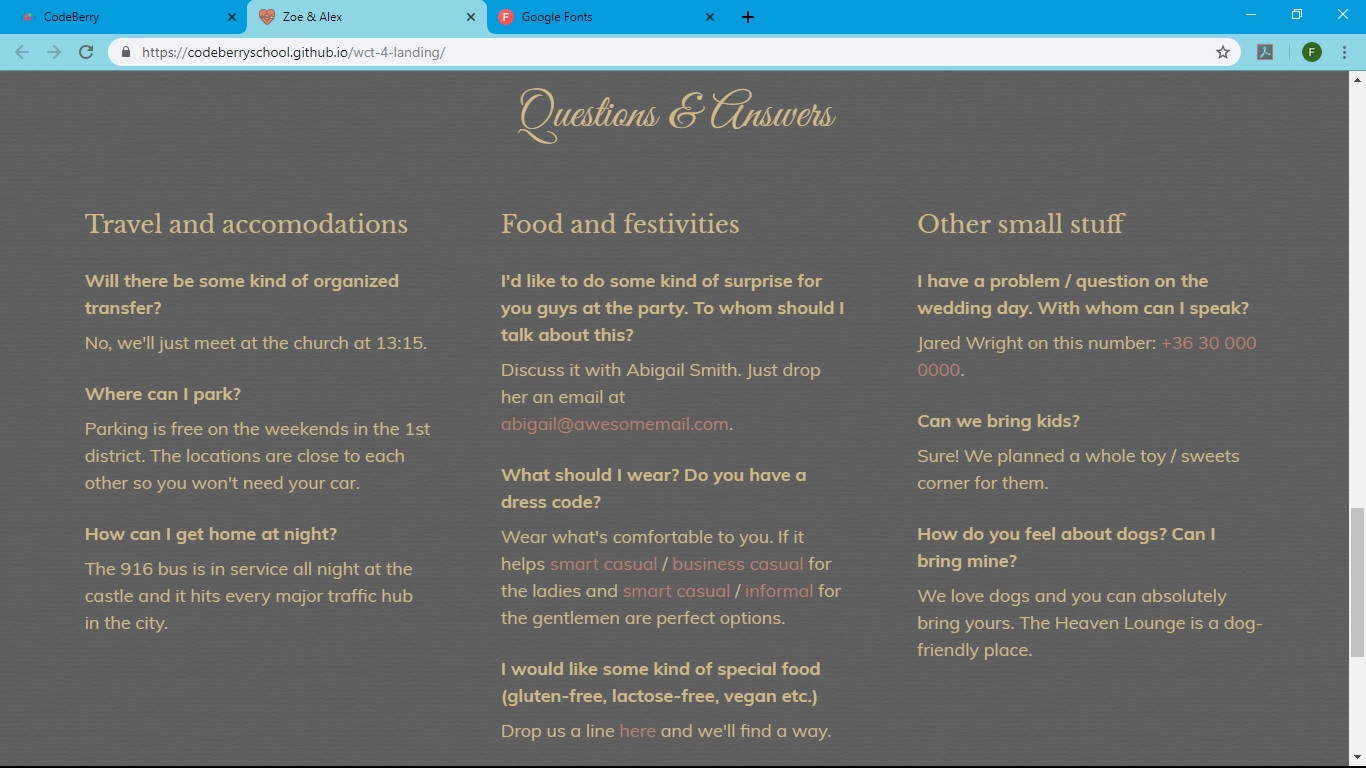 CodeBerry
Zoe & Alex
Google Fonts
https://codeberryschool.github.io/wct-4-landing/
F
Questions & Answers
Travel and accomodations
Will there be some kind of organized
transfer?
No, we'll just meet at the church at 13:15.
Where can I park?
Parking is free on the weekends in the 1st
district. The locations are close to each
other so you won't need your car.
How can I get home at night?
The 916 bus is in service all night at the
castle and it hits every major traffic hub
in the city.
Food and festivities
I'd like to do some kind of surprise for
you guys at the party. To whom should I
talk about this?
Discuss it with Abigail Smith. Just drop
her an email at
abigail@awesomemail.com.
What should I wear? Do you have a
dress code?
Wear what's comfortable to you. If it
helps smart casual / business casual for
the ladies and smart casual / informal for
the gentlemen are perfect options.
I would like some kind of special food
(gluten-free, lactose-free, vegan etc.)
Drop us a line here and we'll find a way.
Other small stuff
I have a problem / question on the
wedding day. With whom can I speak?
Jared Wright on this number: +36 30 000
0000.
Can we bring kids?
Sure! We planned a whole toy / sweets
corner for them.
How do you feel about dogs? Can I
bring mine?
We love dogs and you can absolutely
bring yours. The Heaven Lounge is a dog-
friendly place.